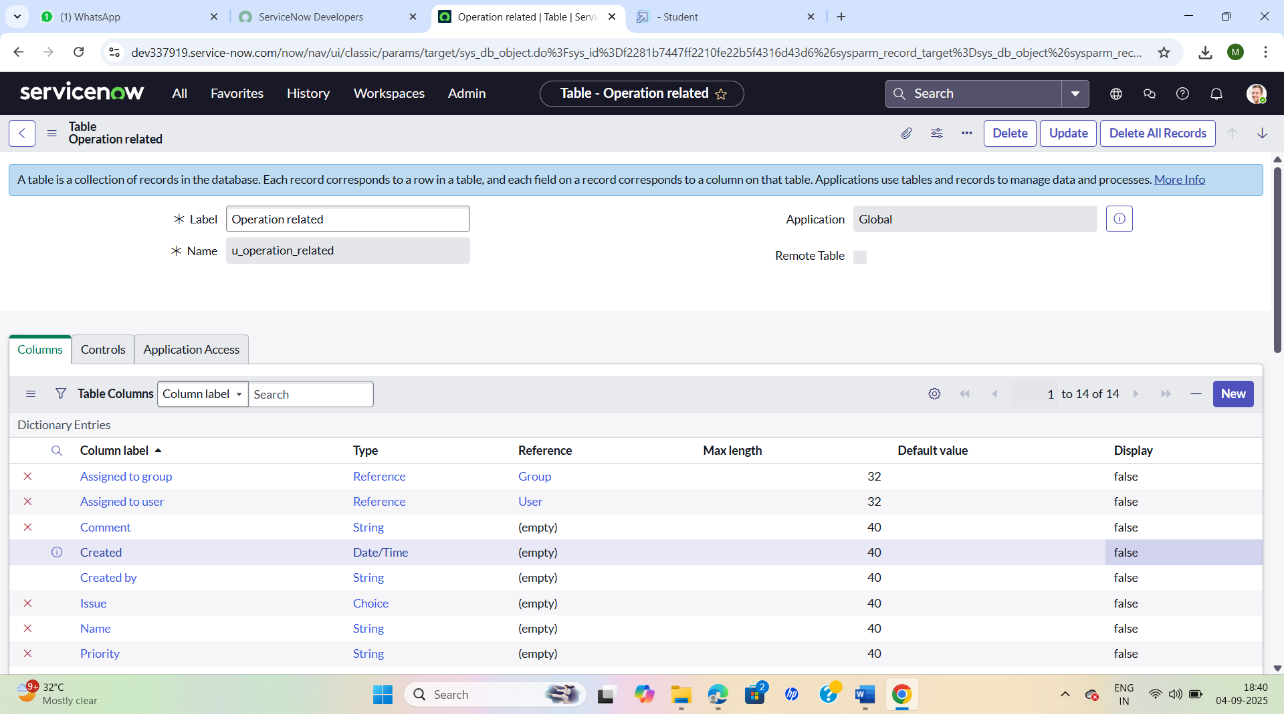 (1) WhatsApp
ServiceNow Developers
Operation related | Table | Servi
- Student
dev337919.service-now.com/now/nav/ui/classic/params/target/sys_db_object.do%3Fsys_id%3Df2281b7447ff2210fe22b5f4316d43d6%26sysparm_record_target%3Dsys_db_object%26sysparm_rec...
M
servicenow All Favorites History Workspaces Admin Table - Operation related Search
Table
Operation related
Delete Update Delete All Records
A table is a collection of records in the database. Each record corresponds to a row in a table, and each field on a record corresponds to a column on that table. Applications use tables and records to manage data and processes. More Info
* Label Operation related Application Global
* Name u_operation_related
Remote Table
Columns Controls Application Access
Table Columns Column label Search 1 to 14 of 14 New
Dictionary Entries
Column label Type Reference Max length Default value Display
Assigned to group Reference Group 32 false
Assigned to user Reference User 32 false
Comment String (empty) 40 false
Created Date/Time (empty) 40 false
Created by String (empty) 40 false
Issue Choice (empty) 40 false
Name String (empty) 40 false
Priority String (empty) 40 false
9+ 32°C
Mostly clear
Search
2
ENG
IN
18:40
04-09-2025